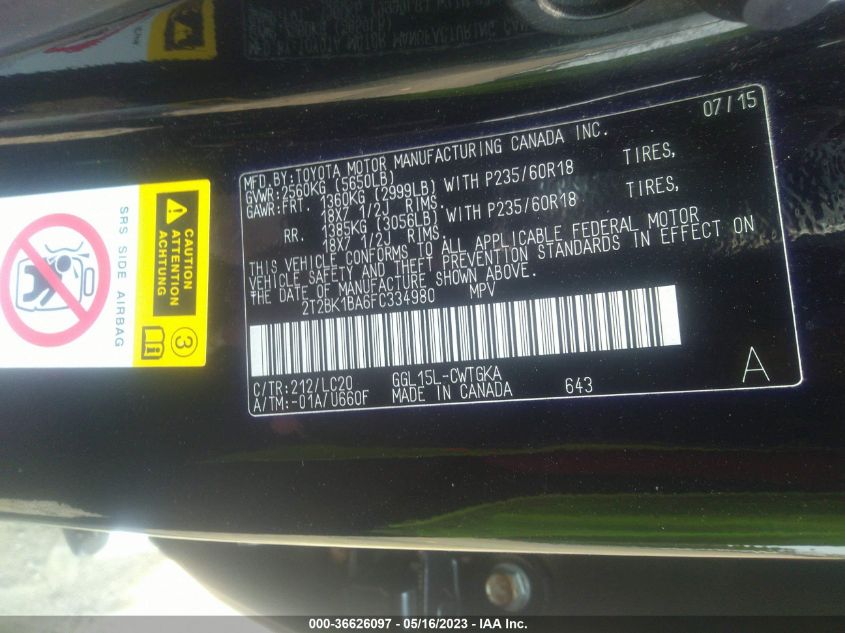 07/15
MFD.BY:TOYOTA MOTOR MANUFACTURING CANADA INC.
GVWR:2560KG (5650LB)
GAWR:FRT. 1360KG (2999LB) WITH P235/60R18 TIRES,
18X7 1/2J RIMS.
RR. 1385KG (3056LB) WITH P235/60R18 TIRES,
18X7 1/2J RIMS.
THIS VEHICLE CONFORMS TO ALL APPLICABLE FEDERAL MOTOR
VEHICLE SAFETY AND THEFT PREVENTION STANDARDS IN EFFECT ON
THE DATE OF MANUFACTURE SHOWN ABOVE.
2T2BK1BA6FC334980 MPV
C/TR:212/LC20 GGL15L-CWTGKA A
A/TM:-01A/U660F MADE IN CANADA 643
SRS SIDE AIRBAG
CAUTION
ATTENTION
ACHTUNG
3
000-36626097 - 05/16/2023 - IAA Inc.